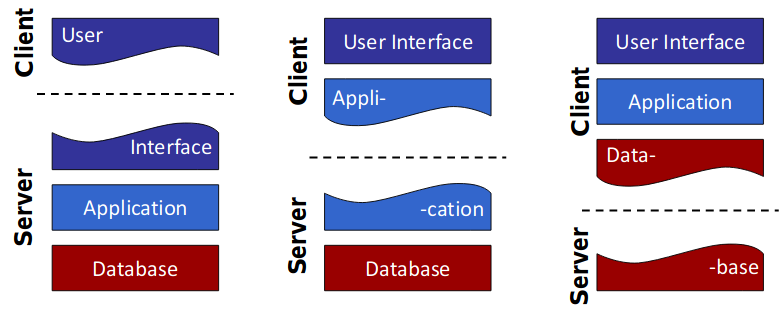 Client
User
Interface
Server
Application
Database
Client
User Interface
Appli-
-cation
Server
Database
Client
User Interface
Application
Data-
Server
-base